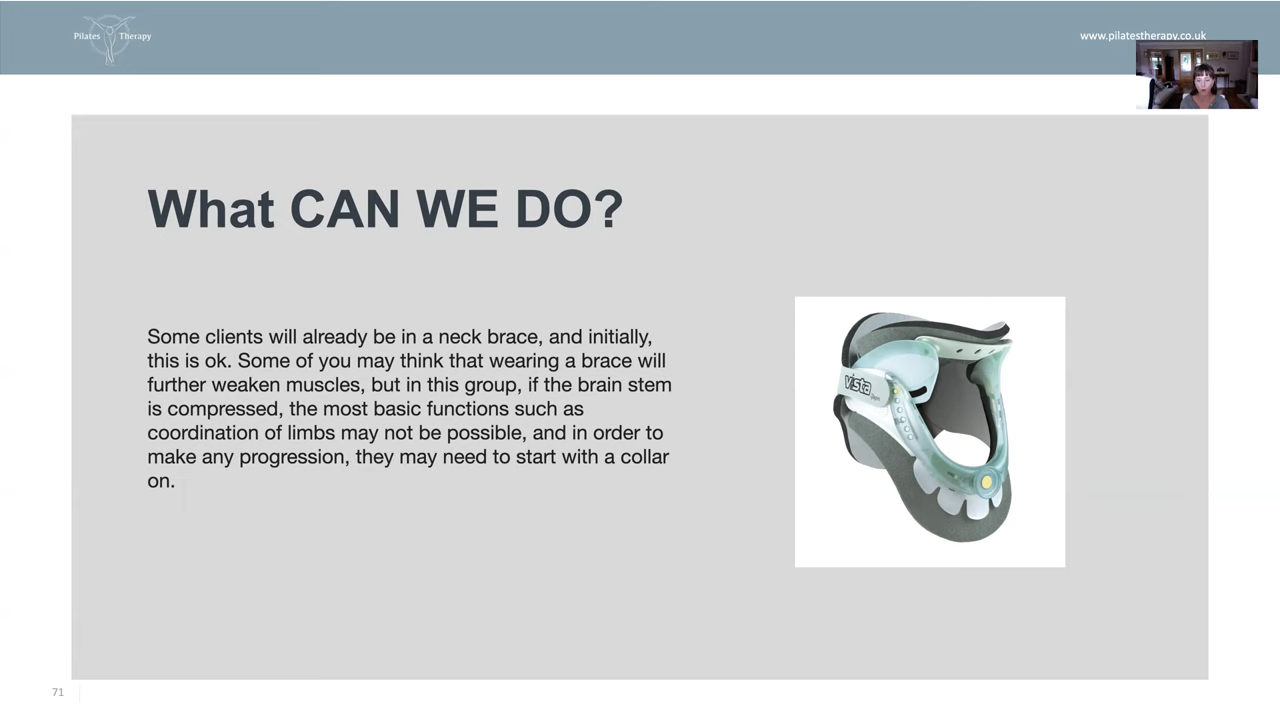 Pilates Therapy
www.pilatestherapy.co.uk
What CAN WE DO?
Some clients will already be in a neck brace, and initially,
this is ok. Some of you may think that wearing a brace will
further weaken muscles, but in this group, if the brain stem
is compressed, the most basic functions such as
coordination of limbs may not be possible, and in order to
make any progression, they may need to start with a collar
on.
Vista
71